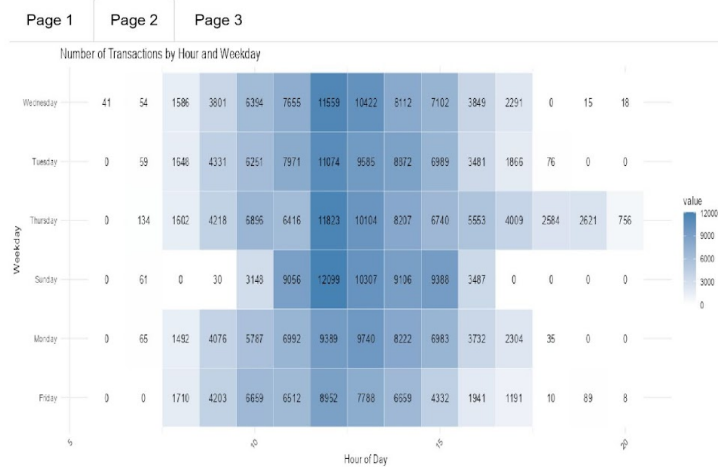 Page 1 Page 2 Page 3
Number of Transactions by Hour and Weekday
Wednesday 41 54 1586 3801 6394 7655 11559 10422 8112 7102 3849 2291 0 15 18
Tuesday 0 59 1648 4331 6251 7971 11074 9585 8872 6989 3481 1866 76 0 0
Thursday 0 134 1602 4218 6896 6416 11823 10104 8207 6740 5553 4009 2584 2621 756
Sunday 0 61 0 30 3148 9056 12099 10307 9106 9388 3487 0 0 0 0
Monday 0 65 1492 4076 5787 6992 9389 9740 8222 6983 3732 2304 35 0 0
Friday 0 0 1710 4203 6659 6512 8952 7788 6559 4332 1941 1191 10 89 8
5 10 15 20
Hour of Day
Weekday
value
12000
9000
6000
3000
0